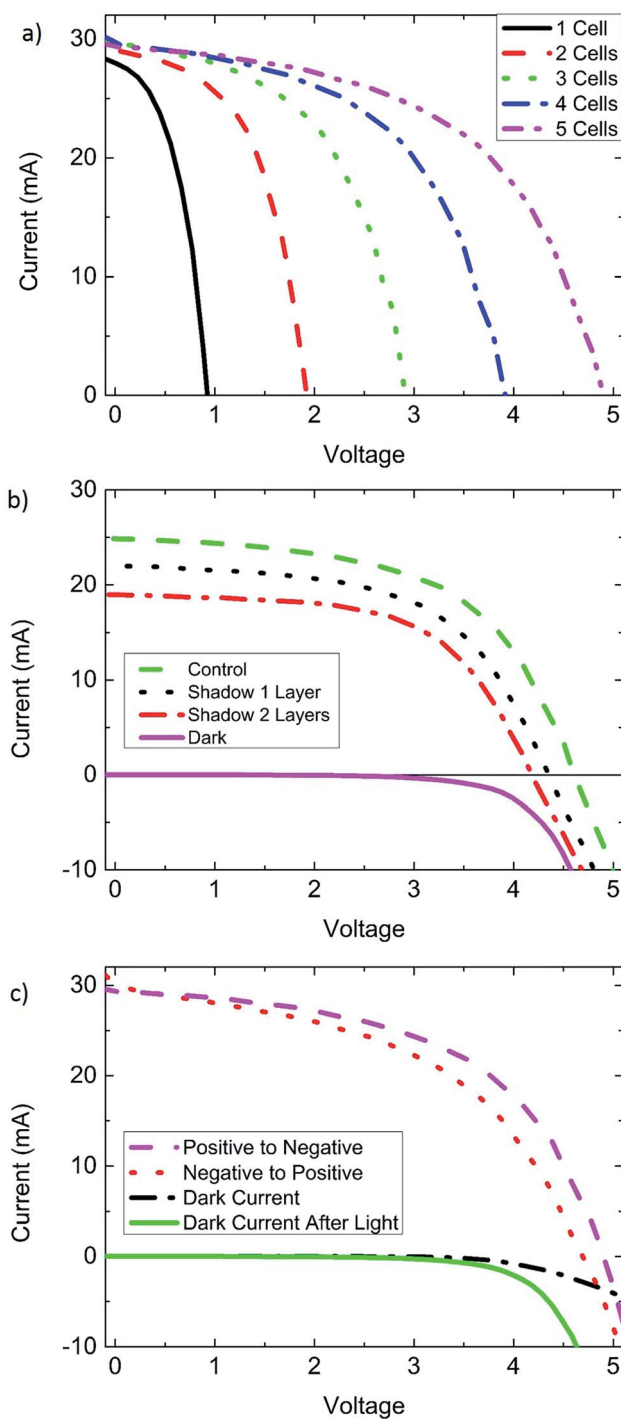 a)
30
20
10
0
Current (mA)
1 Cell
2 Cells
3 Cells
4 Cells
5 Cells
0 1 2 3 4 5
Voltage
b)
30
20
10
0
-10
Current (mA)
Control
Shadow 1 Layer
Shadow 2 Layers
Dark
0 1 2 3 4 5
Voltage
c)
30
20
10
0
-10
Current (mA)
Positive to Negative
Negative to Positive
Dark Current
Dark Current After Light
0 1 2 3 4 5
Voltage